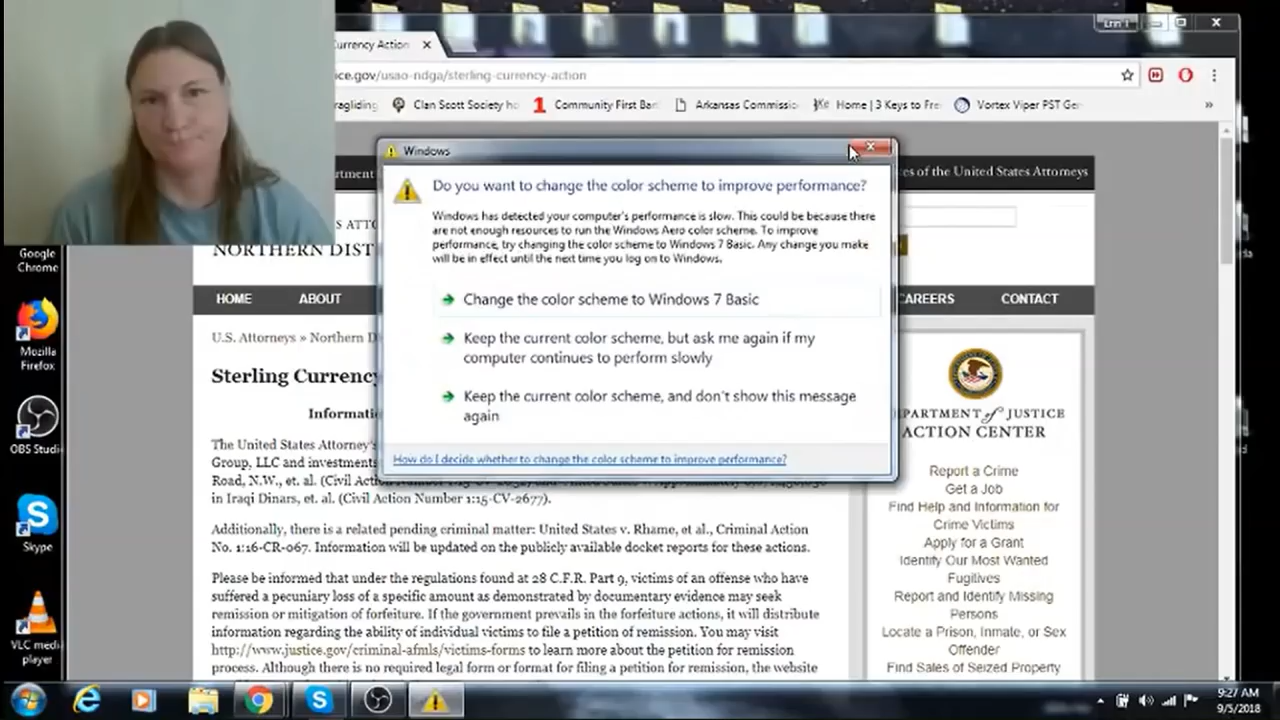 Erin 1
Currency Action
ice.gov/usao-ndga/sterling-currency-action
ragliding
Clan Scott Society ho
1 Community First Ban
Arkansas Commissio
Home | 3 Keys to Fre
Vortex Viper PST Gen
»
Windows
Do you want to change the color scheme to improve performance?
Windows has detected your computer's performance is slow. This could be because there
are not enough resources to run the Windows Aero color scheme. To improve
performance, try changing the color scheme to Windows 7 Basic. Any change you make
will be in effect until the next time you log on to Windows.
Change the color scheme to Windows 7 Basic
Keep the current color scheme, but ask me again if my
computer continues to perform slowly
Keep the current color scheme, and don't show this message
again
How do I decide whether to change the color scheme to improve performance?
es of the United States Attorneys
NORTHERN DIST
HOME
ABOUT
CAREERS
CONTACT
U.S. Attorneys » Northern D
Sterling Currency
Informati
The United States Attorney's
Group, LLC and investments
Road, N.W., et. al. (Civil Action Number
in Iraqi Dinars, et. al. (Civil Action Number 1:15-CV-2677).
Additionally, there is a related pending criminal matter: United States v. Rhame, et al., Criminal Action
No. 1:16-CR-067. Information will be updated on the publicly available docket reports for these actions.
Please be informed that under the regulations found at 28 C.F.R. Part 9, victims of an offense who have
suffered a pecuniary loss of a specific amount as demonstrated by documentary evidence may seek
remission or mitigation of forfeiture. If the government prevails in the forfeiture actions, it will distribute
information regarding the ability of individual victims to file a petition of remission. You may visit
http://www.justice.gov/criminal-afmls/victims-forms to learn more about the petition for remission
process. Although there is no required legal form or format for filing a petition for remission, the website
EPARTMENT of JUSTICE
ACTION CENTER
Report a Crime
Get a Job
Find Help and Information for
Crime Victims
Apply for a Grant
Identify Our Most Wanted
Fugitives
Report and Identify Missing
Persons
Locate a Prison, Inmate, or Sex
Offender
Find Sales of Seized Property
Google
Chrome
Mozilla
Firefox
OBS Studio
Skype
VLC media
player
9:27 AM
9/5/2018